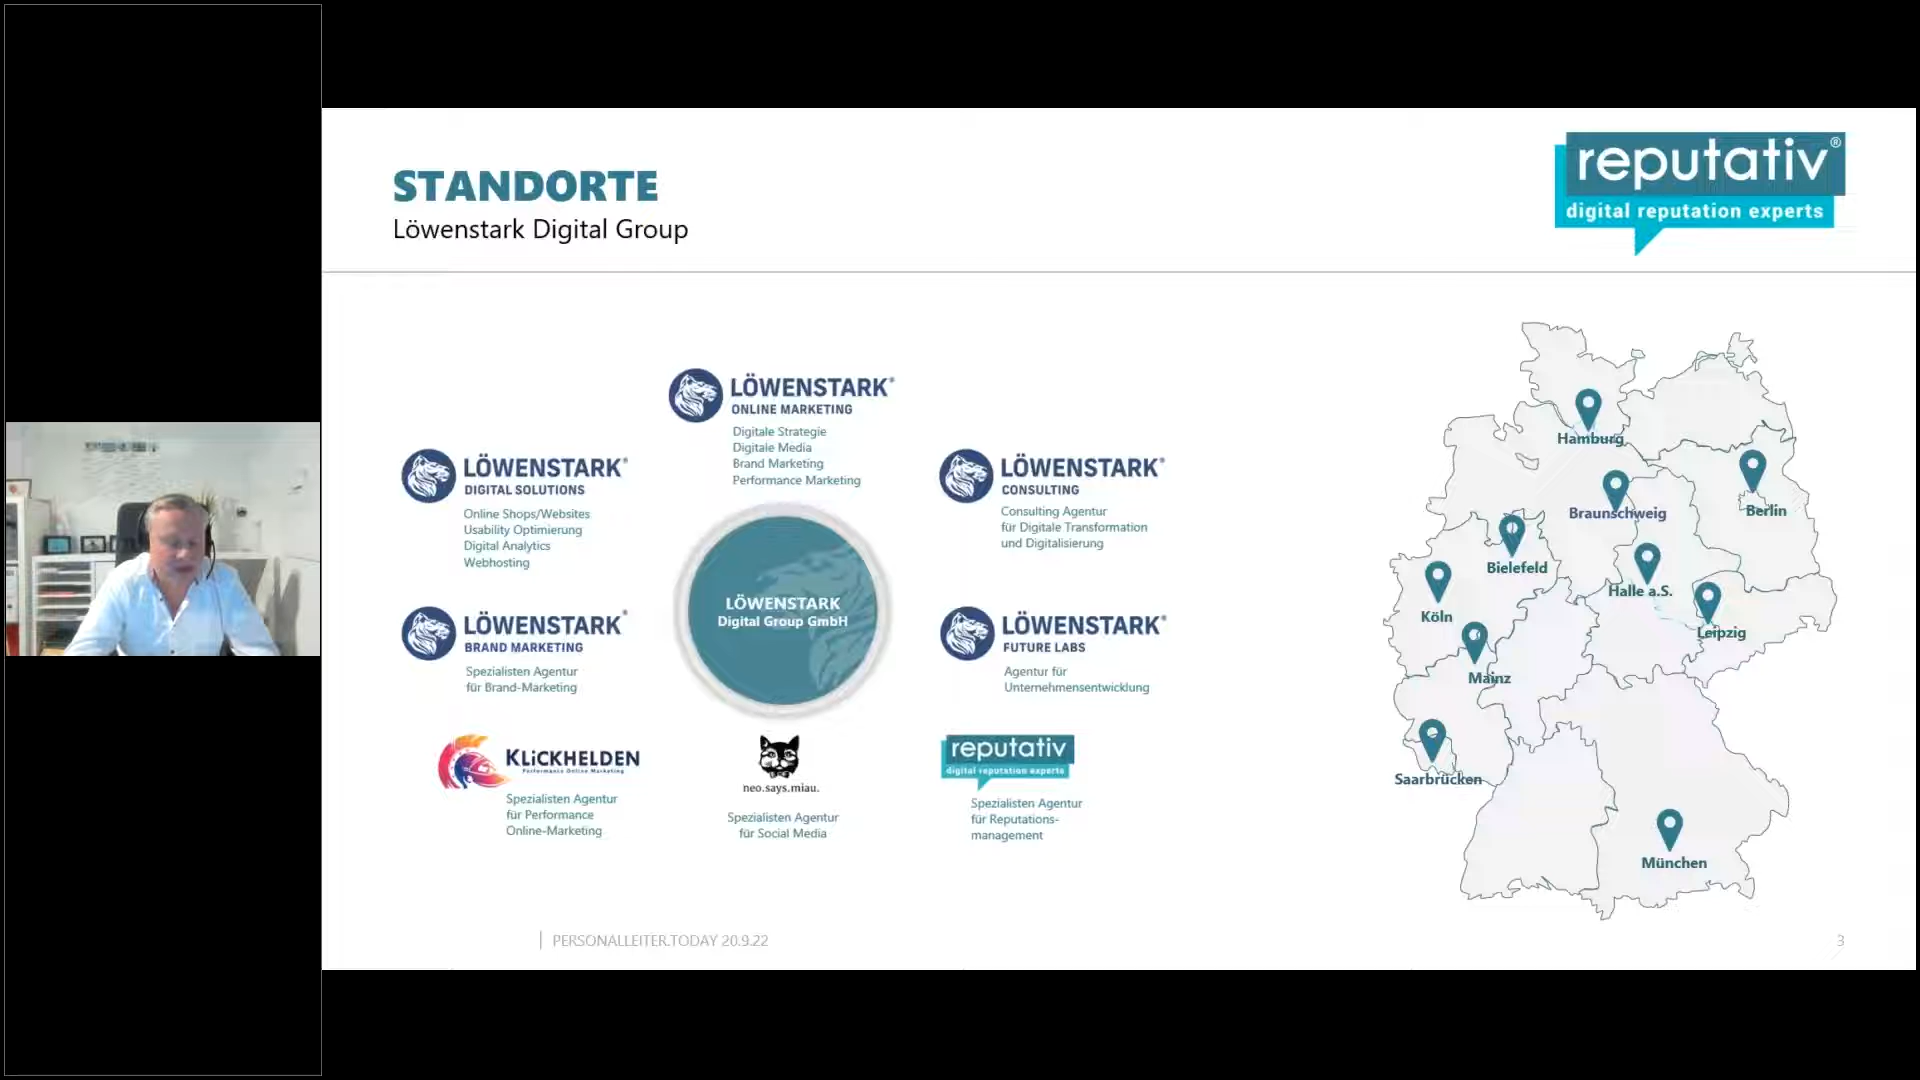 STANDORTE
Löwenstark Digital Group
reputativ®
digital reputation experts
LÖWENSTARK®
ONLINE MARKETING
Digitale Strategie
Digitale Media
Brand Marketing
Performance Marketing
LÖWENSTARK®
DIGITAL SOLUTIONS
Online Shops/Websites
Usability Optimierung
Digital Analytics
Webhosting
LÖWENSTARK®
CONSULTING
Consulting Agentur
für Digitale Transformation
und Digitalisierung
LÖWENSTARK
Digital Group GmbH
LÖWENSTARK®
BRAND MARKETING
Spezialisten Agentur
für Brand-Marketing
LÖWENSTARK®
FUTURE LABS
Agentur für
Unternehmensentwicklung
KLiCKHELDEN
Performance Online Marketing
Spezialisten Agentur
für Performance
Online-Marketing
neo.says.miau.
Spezialisten Agentur
für Social Media
reputativ
digital reputation experts
Spezialisten Agentur
für Reputations-
management
Hamburg
Berlin
Braunschweig
Bielefeld
Halle a.S.
Köln
Leipzig
Mainz
Saarbrücken
München
PERSONALLEITER.TODAY 20.9.22
3